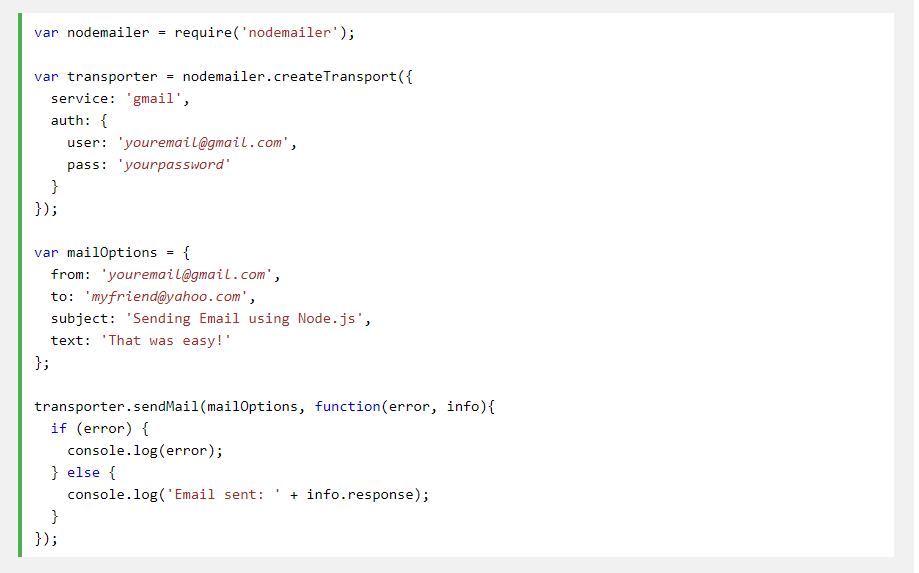 var nodemailer = require('nodemailer');

var transporter = nodemailer.createTransport({
  service: 'gmail',
  auth: {
    user: 'youremail@gmail.com',
    pass: 'yourpassword'
  }
});

var mailOptions = {
  from: 'youremail@gmail.com',
  to: 'myfriend@yahoo.com',
  subject: 'Sending Email using Node.js',
  text: 'That was easy!'
};

transporter.sendMail(mailOptions, function(error, info){
  if (error) {
    console.log(error);
  } else {
    console.log('Email sent: ' + info.response);
  }
});